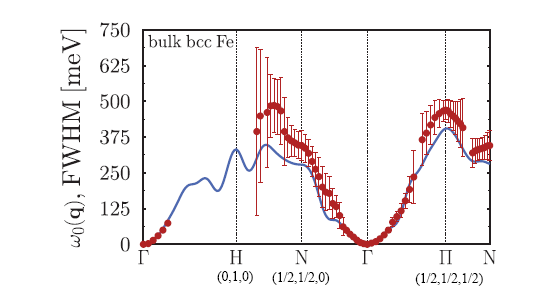 750
625
500
375
250
125
0
ω₀(q), FWHM [meV]
bulk bcc Fe
Γ H N Γ Π N
(0,1,0) (1/2,1/2,0) (1/2,1/2,1/2)